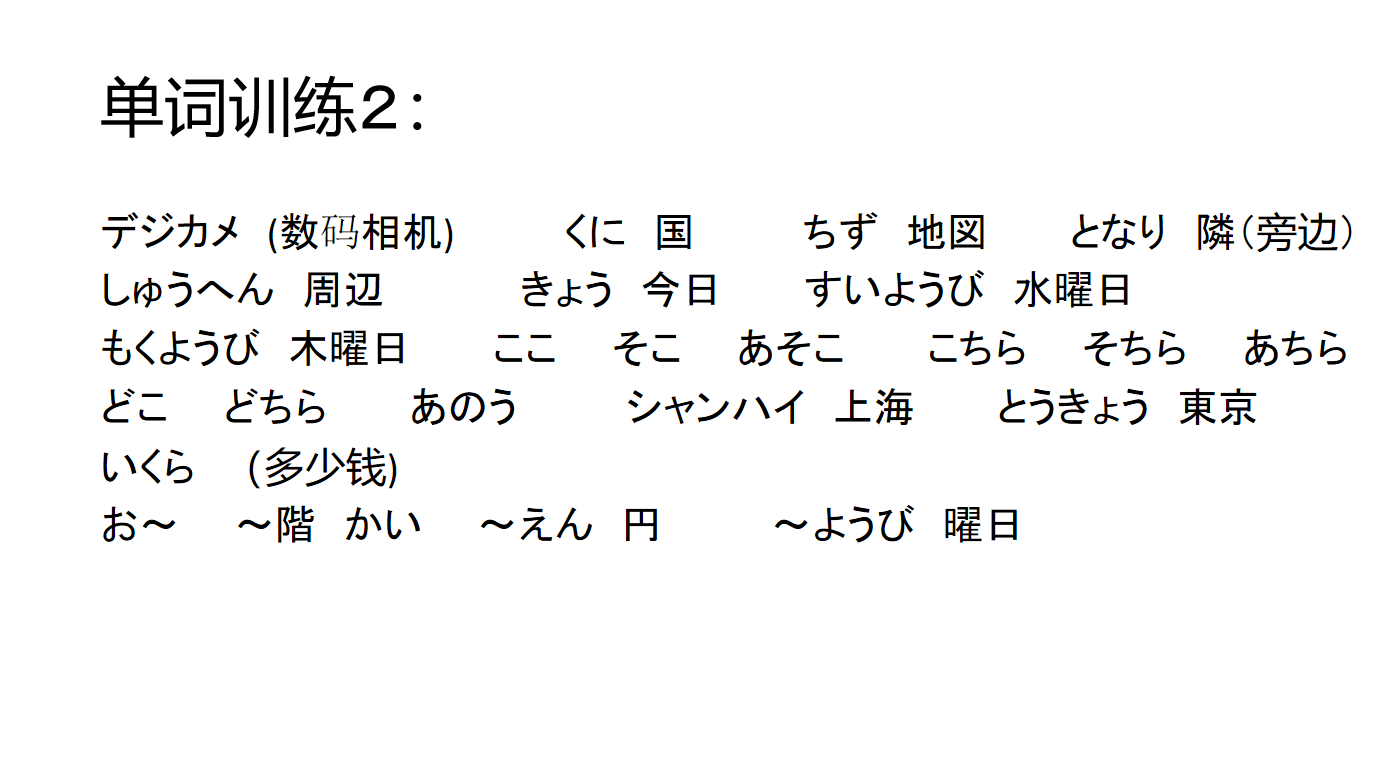 单词训练２：
デジカメ (数码相机)　くに　国　ちず　地図　となり　隣（旁边）
しゅうへん　周辺　きょう　今日　すいようび　水曜日
もくようび　木曜日　ここ　そこ　あそこ　こちら　そちら　あちら
どこ　どちら　あのう　シャンハイ　上海　とうきょう　東京
いくら　(多少钱)
お～　～階　かい　～えん　円　～ようび　曜日